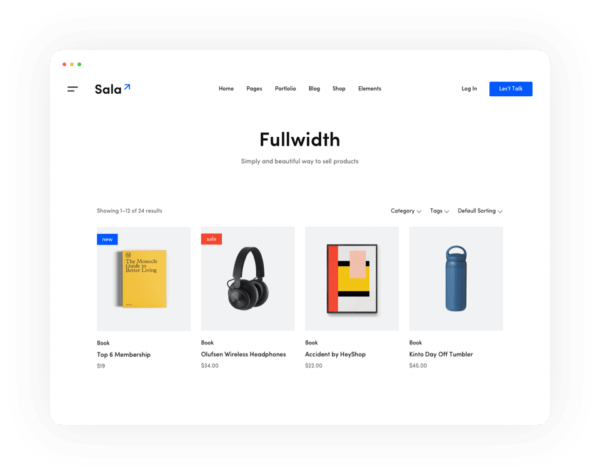 Sala
Home Pages Portfolio Blog Shop Elements
Log In
Let's Talk
Fullwidth
Simply and beautiful way to sell products
Showing 1–12 of 24 results
Category Tags Default Sorting
new
sale
The Monocle
Guide to
Better Living
Book
Top 6 Membership
$19
Book
Olufsen Wireless Headphones
$34.00
Book
Accident by HeyShop
$22.00
Book
Kinto Day Off Tumbler
$45.00